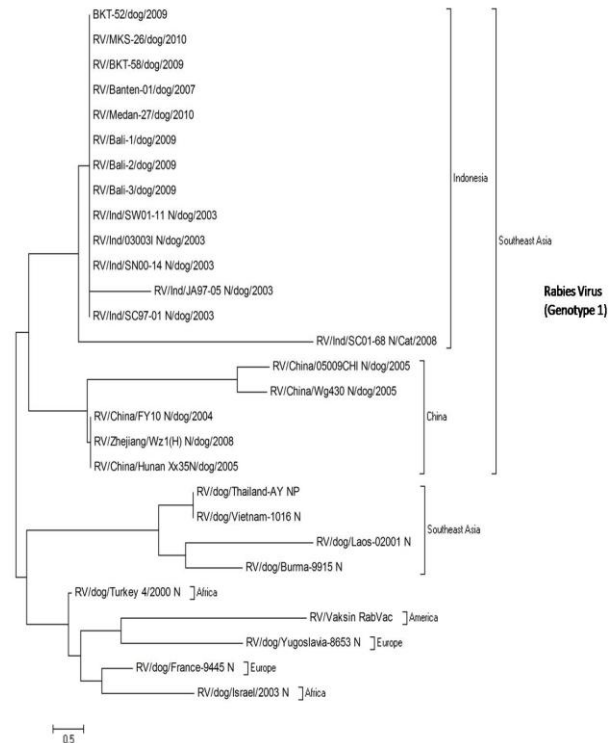 BKT-52/dog/2009
RV/MKS-26/dog/2010
RV/BKT-58/dog/2009
RV/Banten-01/dog/2007
RV/Medan-27/dog/2010
RV/Bali-1/dog/2009
RV/Bali-2/dog/2009
RV/Bali-3/dog/2009
RV/Ind/SW01-11 N/dog/2003
RV/Ind/03003I N/dog/2003
RV/Ind/SN00-14 N/dog/2003
RV/Ind/JA97-05 N/dog/2003
RV/Ind/SC97-01 N/dog/2003
RV/Ind/SC01-68 N/Cat/2008
Indonesia
RV/China/05009CHI N/dog/2005
RV/China/Wg430 N/dog/2005
RV/China/FY10 N/dog/2004
RV/Zhejiang/Wz1(H) N/dog/2008
RV/China/Hunan Xx35N/dog/2005
China
Southeast Asia
Rabies Virus
(Genotype 1)
RV/dog/Thailand-AY NP
RV/dog/Vietnam-1016 N
RV/dog/Laos-02001 N
RV/dog/Burma-9915 N
Southeast Asia
RV/dog/Turkey 4/2000 N Africa
RV/Vaksin RabVac America
RV/dog/Yugoslavia-8653 N Europe
RV/dog/France-9445 N Europe
RV/dog/Israel/2003 N Africa
0.5